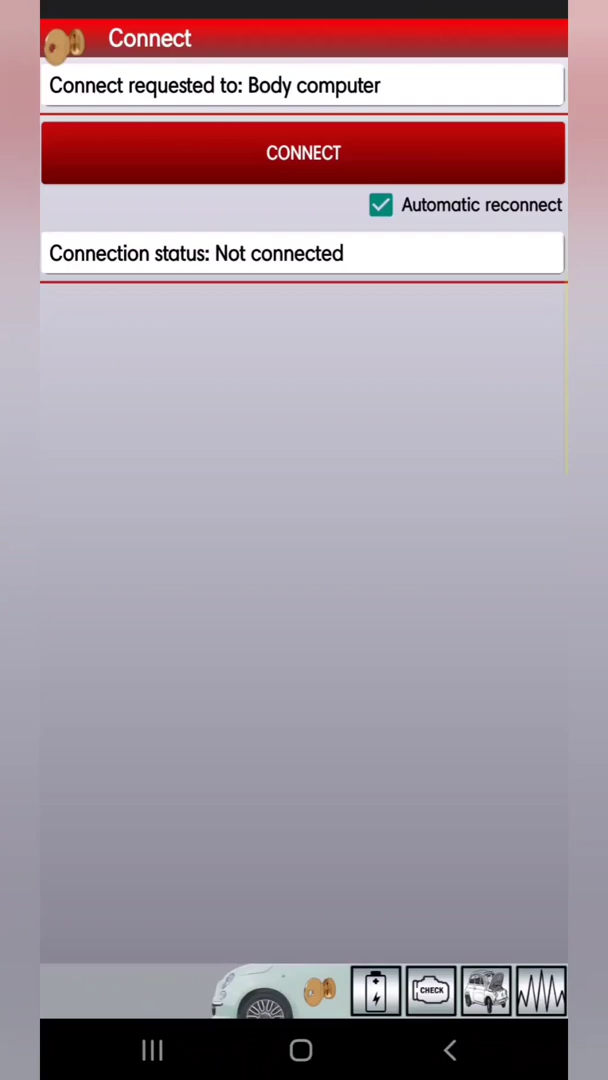 Connect
Connect requested to: Body computer
CONNECT
Automatic reconnect
Connection status: Not connected
CHECK